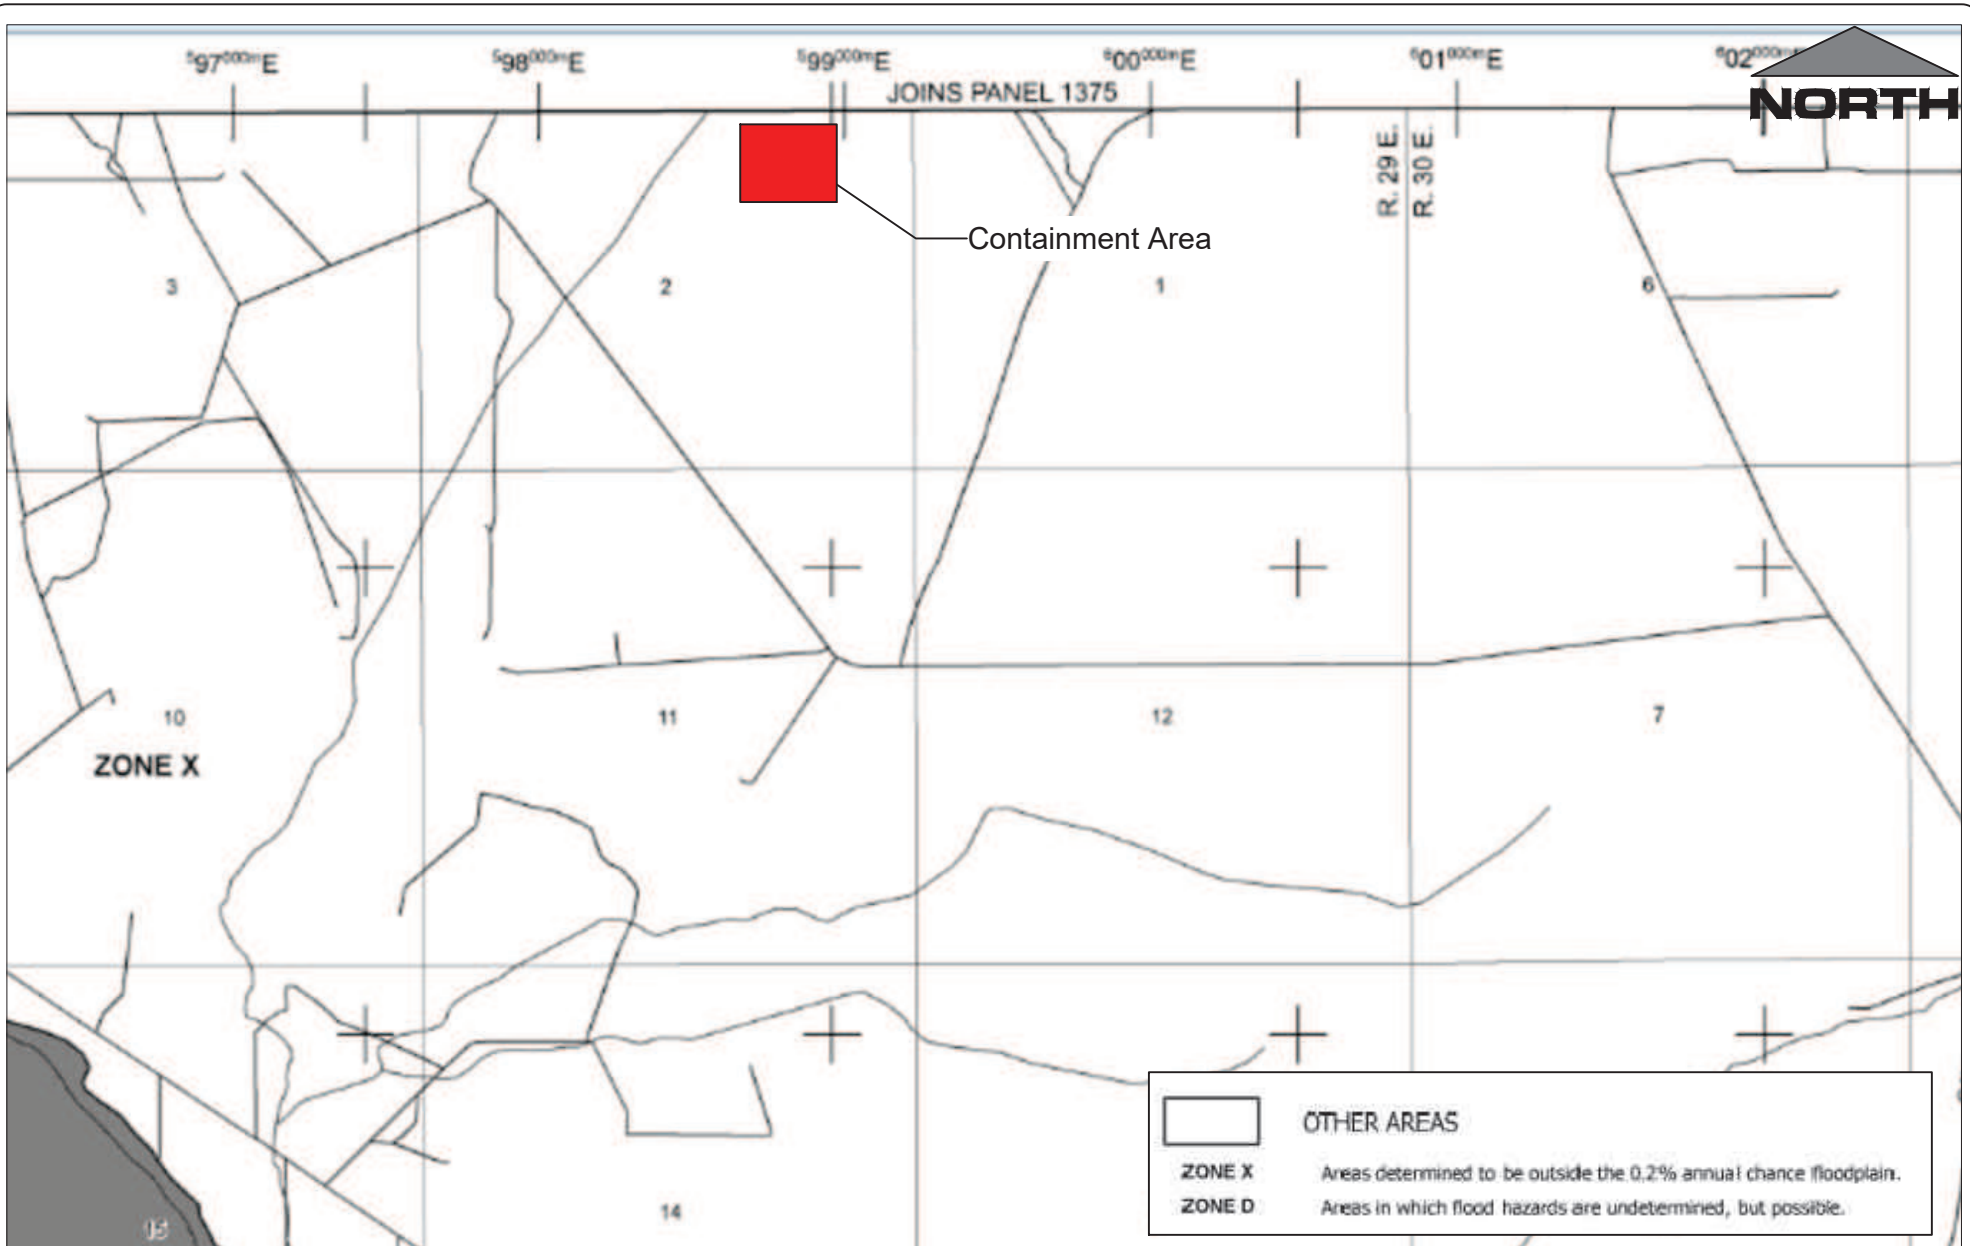 ⁵97⁰⁰⁰ᵐE ⁵98⁰⁰⁰ᵐE ⁵99⁰⁰⁰ᵐE ⁶00⁰⁰⁰ᵐE ⁶01⁰⁰⁰ᵐE ⁶02⁰⁰⁰ᵐ
JOINS PANEL 1375
NORTH
R. 29 E.
R. 30 E.
Containment Area
3 2 1 6
10 11 12 7
ZONE X
OTHER AREAS
ZONE X Areas determined to be outside the 0.2% annual chance floodplain.
ZONE D Areas in which flood hazards are undetermined, but possible.
15 14